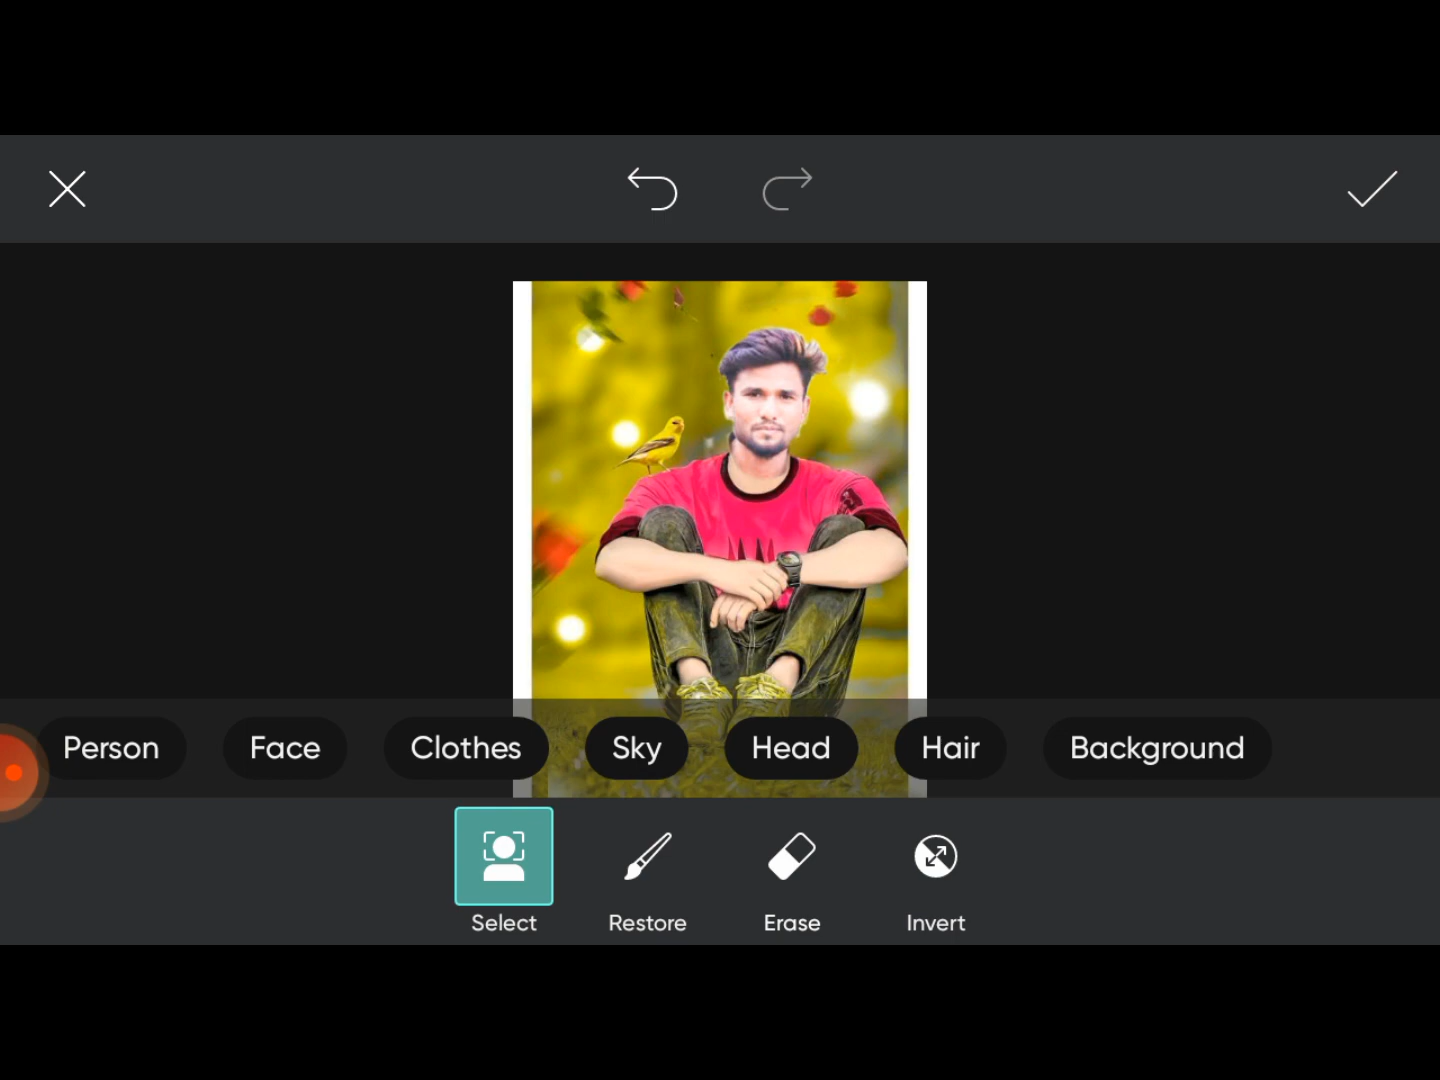 Person Face Clothes Sky Head Hair Background
Select Restore Erase Invert